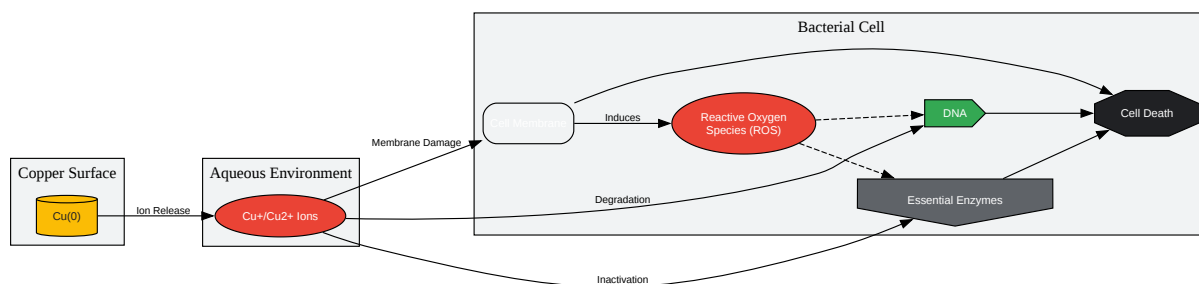 Bacterial Cell
Copper Surface
Aqueous Environment
Cu(0)
Ion Release
Cu+/Cu2+ Ions
Membrane Damage
Degradation
Inactivation
Cell Membrane
Induces
Reactive Oxygen
Species (ROS)
DNA
Essential Enzymes
Cell Death